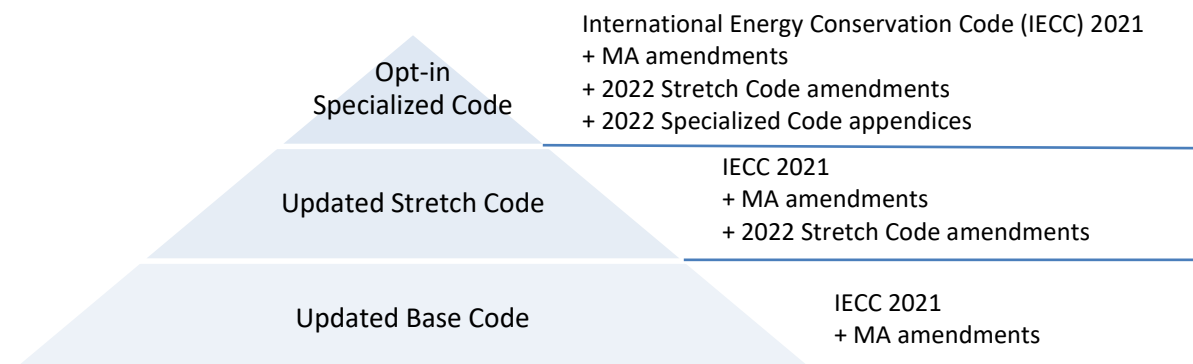 Opt-in
Specialized Code
International Energy Conservation Code (IECC) 2021
+ MA amendments
+ 2022 Stretch Code amendments
+ 2022 Specialized Code appendices
Updated Stretch Code
IECC 2021
+ MA amendments
+ 2022 Stretch Code amendments
Updated Base Code
IECC 2021
+ MA amendments